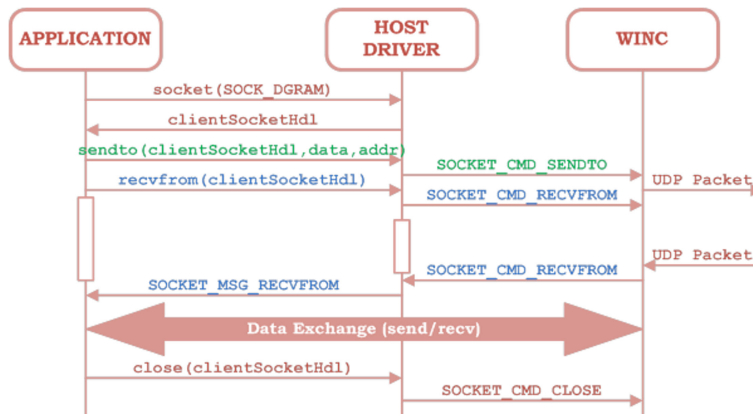 APPLICATION
HOST
DRIVER
WINC
socket(SOCK_DGRAM)
clientSocketHdl
sendto(clientSocketHdl,data,addr)
SOCKET_CMD_SENDTO
recvfrom(clientSocketHdl)
UDP Packet
SOCKET_CMD_RECVFROM
UDP Packet
SOCKET_CMD_RECVFROM
SOCKET_MSG_RECVFROM
Data Exchange (send/recv)
close(clientSocketHdl)
SOCKET_CMD_CLOSE